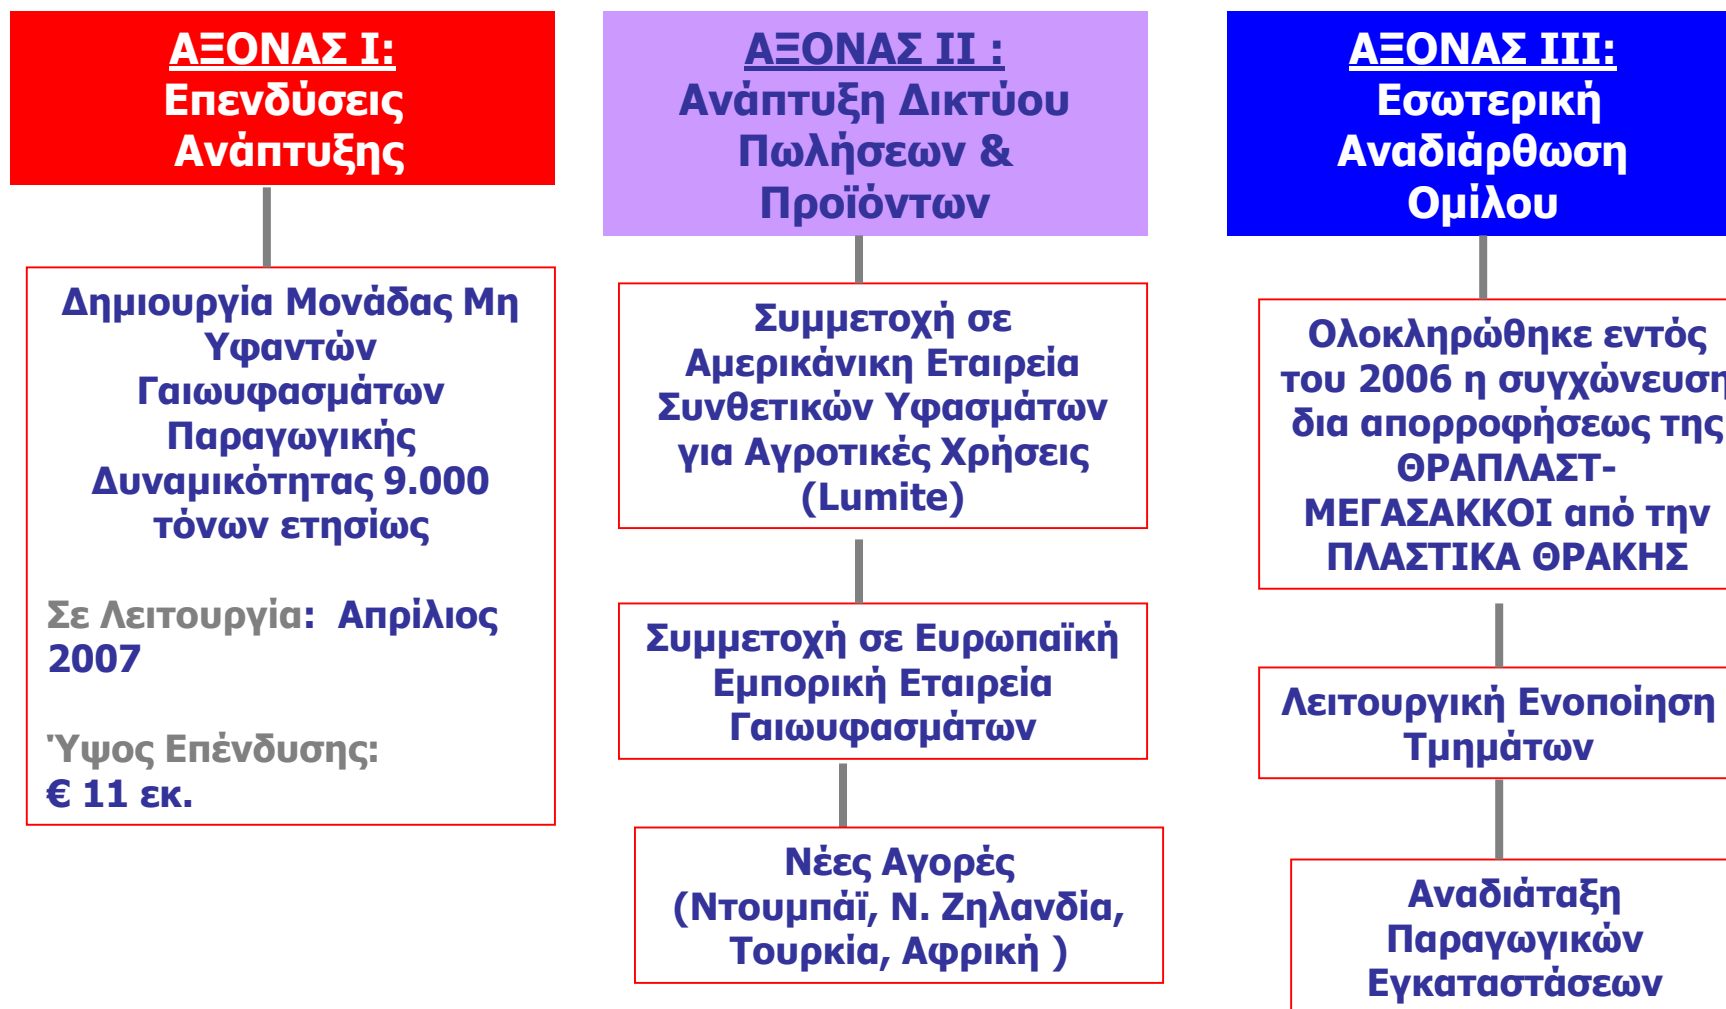 ΑΞΟΝΑΣ Ι:
Επενδύσεις
Ανάπτυξης
Δημιουργία Μονάδας Μη
Υφαντών
Γαιωυφασμάτων
Παραγωγικής
Δυναμικότητας 9.000
τόνων ετησίως
Σε Λειτουργία: Απρίλιος
2007
Ύψος Επένδυσης:
€ 11 εκ.
ΑΞΟΝΑΣ ΙΙ :
Ανάπτυξη Δικτύου
Πωλήσεων &
Προϊόντων
Συμμετοχή σε
Αμερικάνικη Εταιρεία
Συνθετικών Υφασμάτων
για Αγροτικές Χρήσεις
(Lumite)
Συμμετοχή σε Ευρωπαϊκή
Εμπορική Εταιρεία
Γαιωυφασμάτων
Νέες Αγορές
(Ντουμπάϊ, Ν. Ζηλανδία,
Τουρκία, Αφρική )
ΑΞΟΝΑΣ ΙΙΙ:
Εσωτερική
Αναδιάρθωση
Ομίλου
Ολοκληρώθηκε εντός
του 2006 η συγχώνευση
δια απορροφήσεως της
ΘΡΑΠΛΑΣΤ-
ΜΕΓΑΣΑΚΚΟΙ από την
ΠΛΑΣΤΙΚΑ ΘΡΑΚΗΣ
Λειτουργική Ενοποίηση
Τμημάτων
Αναδιάταξη
Παραγωγικών
Εγκαταστάσεων